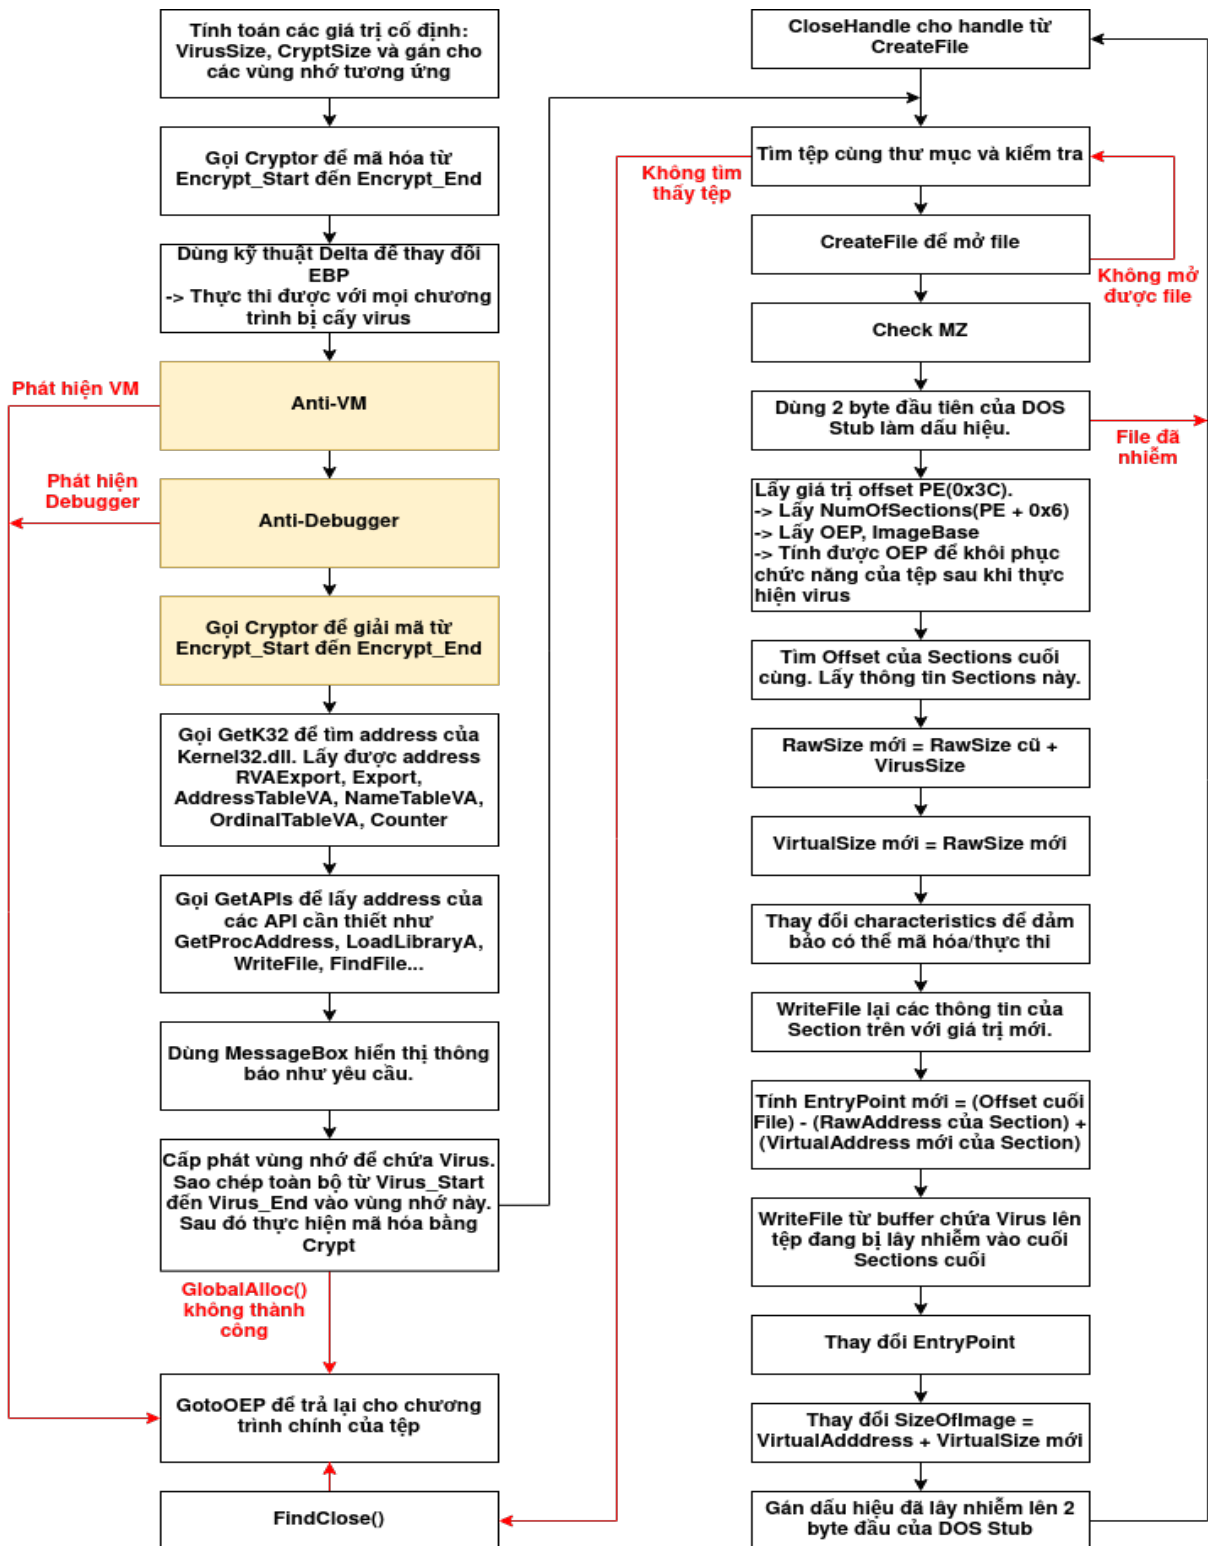 Tính toán các giá trị cố định:
VirusSize, CryptSize và gán cho
các vùng nhớ tương ứng
Gọi Cryptor để mã hóa từ
Encrypt_Start đến Encrypt_End
Dùng kỹ thuật Delta để thay đổi
EBP
-> Thực thi được với mọi chương
trình bị cấy virus
Phát hiện VM
Anti-VM
Phát hiện
Debugger
Anti-Debugger
Gọi Cryptor để giải mã từ
Encrypt_Start đến Encrypt_End
Gọi GetK32 để tìm address của
Kernel32.dll. Lấy được address
RVAExport, Export,
AddressTableVA, NameTableVA,
OrdinalTableVA, Counter
Gọi GetAPIs để lấy address của
các API cần thiết như
GetProcAddress, LoadLibraryA,
WriteFile, FindFile...
Dùng MessageBox hiển thị thông
báo như yêu cầu.
Cấp phát vùng nhớ để chứa Virus.
Sao chép toàn bộ từ Virus_Start
đến Virus_End vào vùng nhớ này.
Sau đó thực hiện mã hóa bằng
Crypt
GlobalAlloc()
không thành
công
GotoOEP để trả lại cho chương
trình chính của tệp
FindClose()
CloseHandle cho handle từ
CreateFile
Tìm tệp cùng thư mục và kiểm tra
Không tìm
thấy tệp
CreateFile để mở file
Không mở
được file
Check MZ
Dùng 2 byte đầu tiên của DOS
Stub làm dấu hiệu.
File đã
nhiễm
Lấy giá trị offset PE(0x3C).
-> Lấy NumOfSections(PE + 0x6)
-> Lấy OEP, ImageBase
-> Tính được OEP để khôi phục
chức năng của tệp sau khi thực
hiện virus
Tìm Offset của Sections cuối
cùng. Lấy thông tin Sections này.
RawSize mới = RawSize cũ +
VirusSize
VirtualSize mới = RawSize mới
Thay đổi characteristics để đảm
bảo có thể mã hóa/thực thi
WriteFile lại các thông tin của
Section trên với giá trị mới.
Tính EntryPoint mới = (Offset cuối
File) - (RawAddress của Section) +
(VirtualAddress mới của Section)
WriteFile từ buffer chứa Virus lên
tệp đang bị lây nhiễm vào cuối
Sections cuối
Thay đổi EntryPoint
Thay đổi SizeOfImage =
VirtualAdddress + VirtualSize mới
Gán dấu hiệu đã lây nhiễm lên 2
byte đầu của DOS Stub